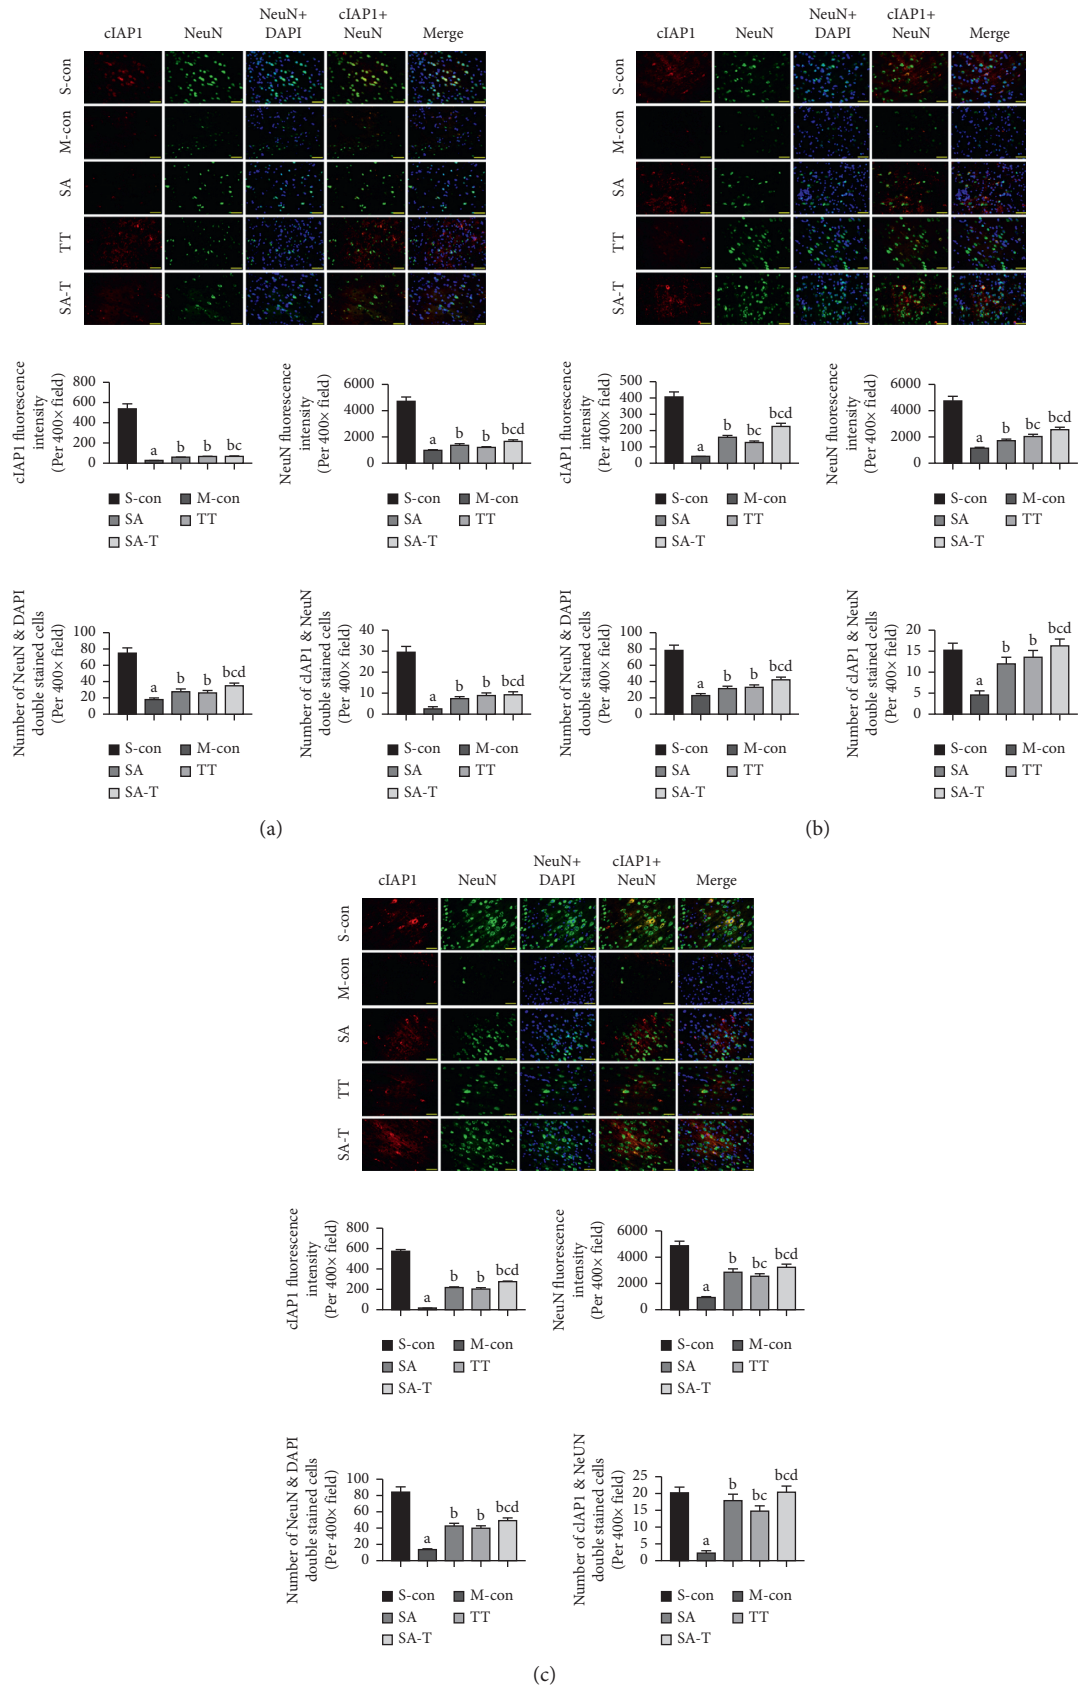 cIAP1 NeuN NeuN+ DAPI cIAP1+ NeuN Merge
S-con
M-con
SA
TT
SA-T
cIAP1 fluorescence
intensity
(Per 400× field)
800
600
400
200
0
a b b bc
S-con M-con
SA TT
SA-T
NeuN fluorescence
intensity
(Per 400× field)
6000
4000
2000
0
a b b bcd
S-con M-con
SA TT
SA-T
Number of NeuN & DAPI
double stained cells
(Per 400× field)
100
80
60
40
20
0
a b b bcd
S-con M-con
SA TT
SA-T
Number of clAP1 & NeuN
double stained cells
(Per 400× field)
40
30
20
10
0
a b b bcd
S-con M-con
SA TT
SA-T
(a)
cIAP1 NeuN NeuN+ DAPI cIAP1+ NeuN Merge
S-con
M-con
SA
TT
SA-T
cIAP1 fluorescence
intensity
(Per 400× field)
500
400
300
200
100
0
a b bc bcd
S-con M-con
SA TT
SA-T
NeuN fluorescence
intensity
(Per 400× field)
6000
4000
2000
0
a b bc bcd
S-con M-con
SA TT
SA-T
Number of NeuN & DAPI
double stained cells
(Per 400× field)
100
80
60
40
20
0
a b b bcd
S-con M-con
SA TT
SA-T
Number of clAP1 & NeuN
double stained cells
(Per 400× field)
20
15
10
5
0
a b b bcd
S-con M-con
SA TT
SA-T
(b)
cIAP1 NeuN NeuN+ DAPI cIAP1+ NeuN Merge
S-con
M-con
SA
TT
SA-T
cIAP1 fluorescence
intensity
(Per 400× field)
800
600
400
200
0
a b b bcd
S-con M-con
SA TT
SA-T
NeuN fluorescence
intensity
(Per 400× field)
6000
4000
2000
0
a b bc bcd
S-con M-con
SA TT
SA-T
Number of NeuN & DAPI
double stained cells
(Per 400× field)
100
80
60
40
20
0
a b b bcd
S-con M-con
SA TT
SA-T
Number of clAP1 & NeUN
double stained cells
(Per 400× field)
25
20
15
10
5
0
a b bc bcd
S-con M-con
SA TT
SA-T
(c)